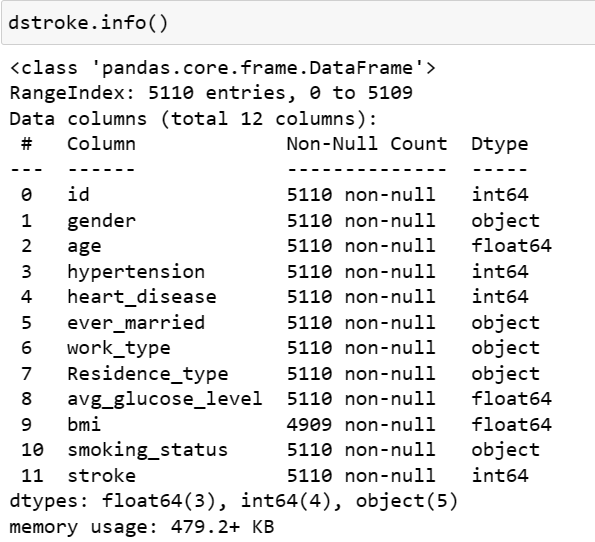 dstroke.info()
<class 'pandas.core.frame.DataFrame'>
RangeIndex: 5110 entries, 0 to 5109
Data columns (total 12 columns):
 #   Column             Non-Null Count  Dtype
---  ------             --------------  -----
 0   id                 5110 non-null   int64
 1   gender             5110 non-null   object
 2   age                5110 non-null   float64
 3   hypertension       5110 non-null   int64
 4   heart_disease      5110 non-null   int64
 5   ever_married       5110 non-null   object
 6   work_type          5110 non-null   object
 7   Residence_type     5110 non-null   object
 8   avg_glucose_level  5110 non-null   float64
 9   bmi                4909 non-null   float64
 10  smoking_status     5110 non-null   object
 11  stroke             5110 non-null   int64
dtypes: float64(3), int64(4), object(5)
memory usage: 479.2+ KB